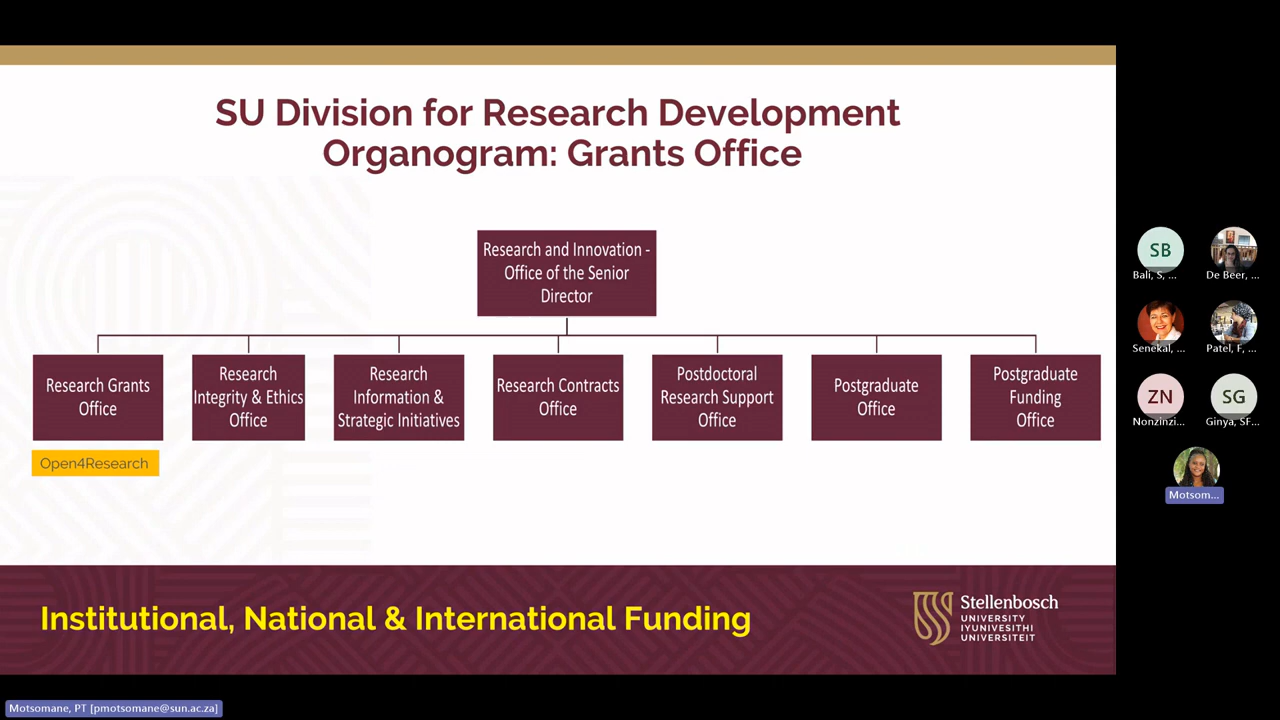 SU Division for Research Development
Organogram: Grants Office
Research and Innovation -
Office of the Senior
Director
Research Grants
Office
Research
Integrity & Ethics
Office
Research
Information &
Strategic Initiatives
Research Contracts
Office
Postdoctoral
Research Support
Office
Postgraduate
Office
Postgraduate
Funding
Office
Open4Research
Institutional, National & International Funding
Stellenbosch
UNIVERSITY
IYUNIVESITHI
UNIVERSITEIT
SB
Bali, S, ...
De Beer, ...
Senekal, ...
Patel, F, ...
ZN
Nonzinzi...
SG
Ginya, SF...
Motsom...
Motsomane, PT [pmotsomane@sun.ac.za]